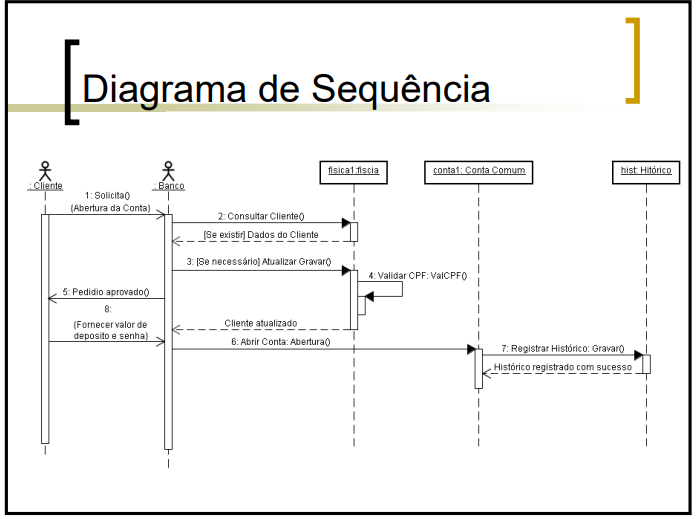 Diagrama de Sequência
: Cliente
: Banco
fisica1:fiscia
conta1: Conta Comum
hist: Hitórico
1: Solicita()
{Abertura da Conta}
2: Consultar Cliente()
[Se existir] Dados do Cliente
3: [Se necessário] Atualizar Gravar()
4: Validar CPF: ValCPF()
5: Pedidio aprovado()
8:
{Fornecer valor de
deposito e senha}
Cliente atualizado
6: Abrir Conta: Abertura()
7: Registrar Histórico: Gravar()
Histórico registrado com sucesso